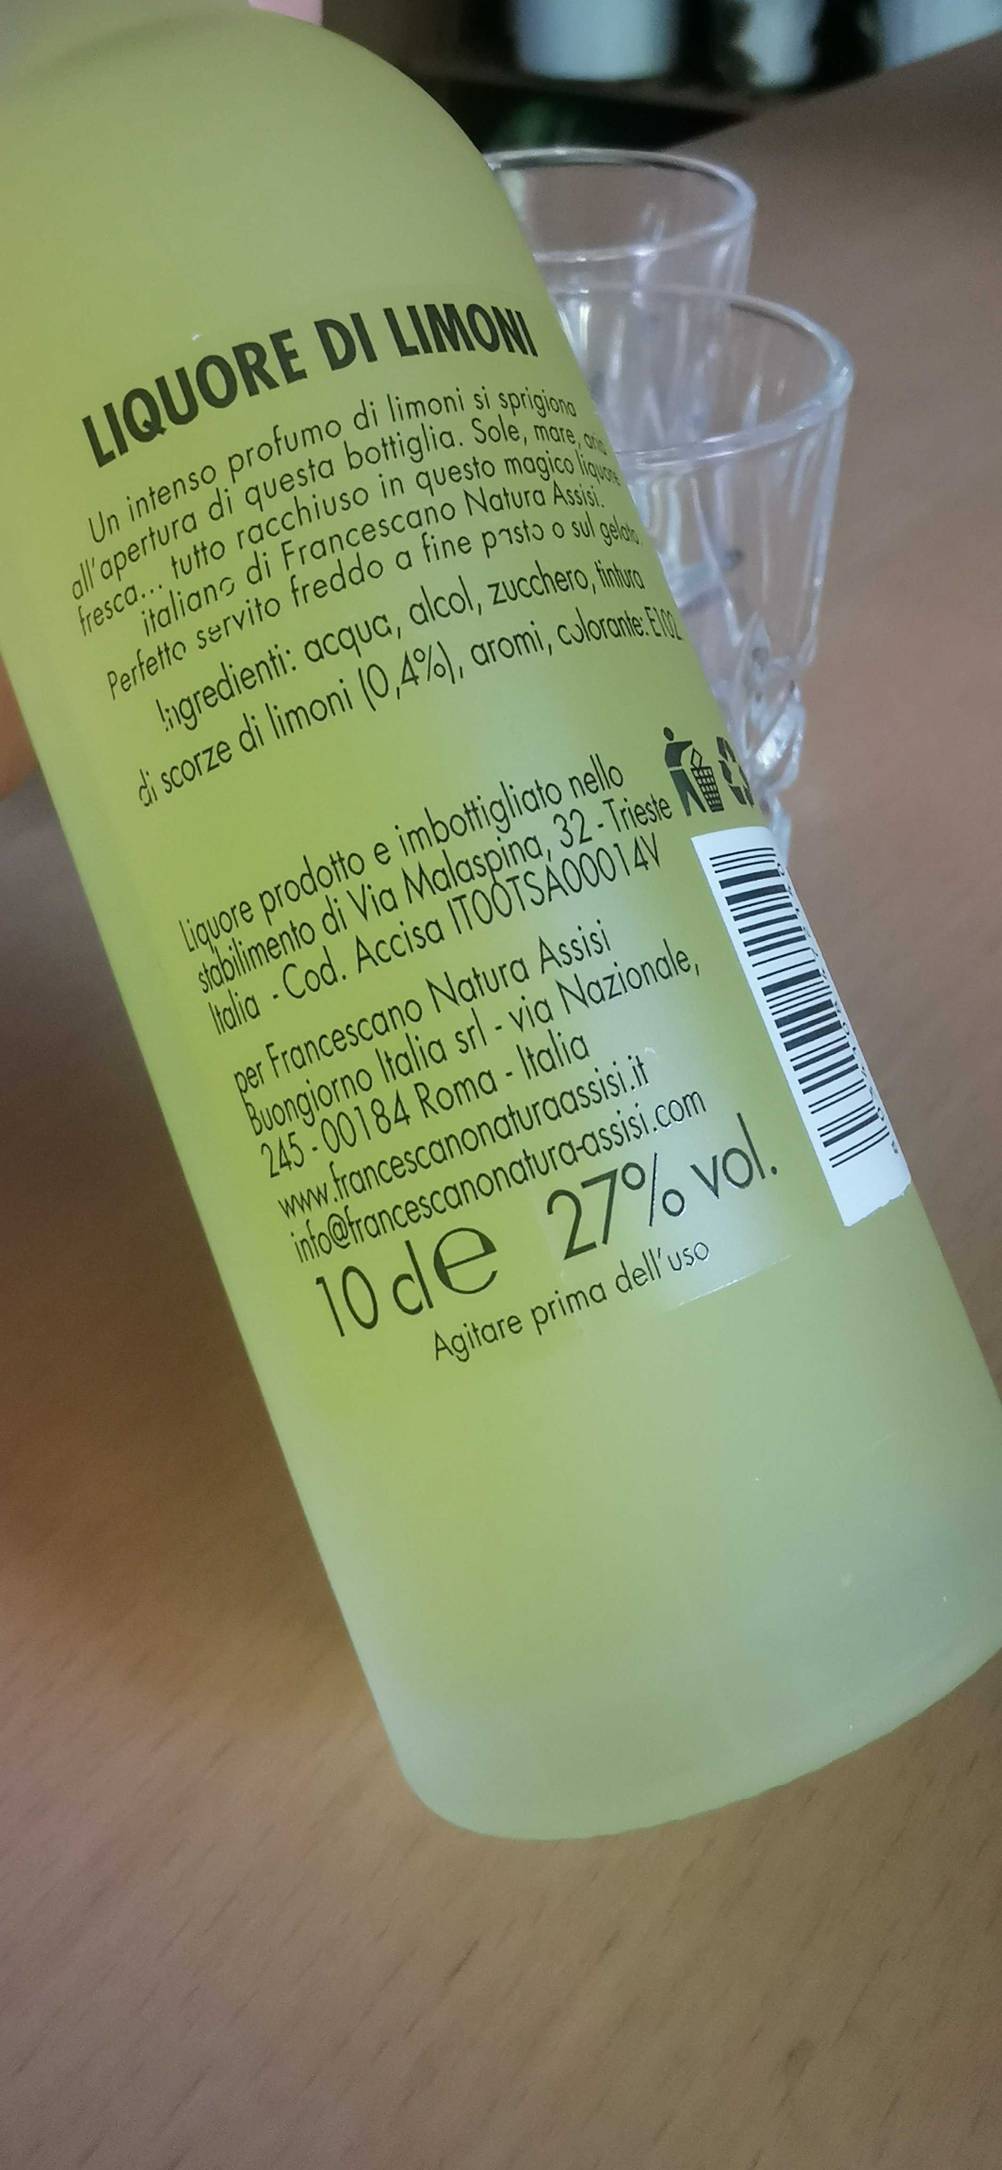 LIQUORE DI LIMONI
Un intenso profumo di limoni si sprigiona
all'apertura di questa bottiglia. Sole, mare, aria
fresca... tutto racchiuso in questo magico liquore
italiano di Francescano Natura Assisi.
Perfetto servito freddo a fine pasto o sul gelato.
Ingredienti: acqua, alcol, zucchero, tintura
di scorze di limoni (0,4%), aromi, colorante: E102
Liquore prodotto e imbottigliato nello
stabilimento di Via Malaspina, 32 - Trieste
Italia - Cod. Accisa IT00TSA00014V
per Francescano Natura Assisi
Buongiorno Italia srl - via Nazionale,
245 - 00184 Roma - Italia
www.francescanonaturaassisi.it
info@francescanonatura-assisi.com
10 cl e 27% vol.
Agitare prima dell'uso